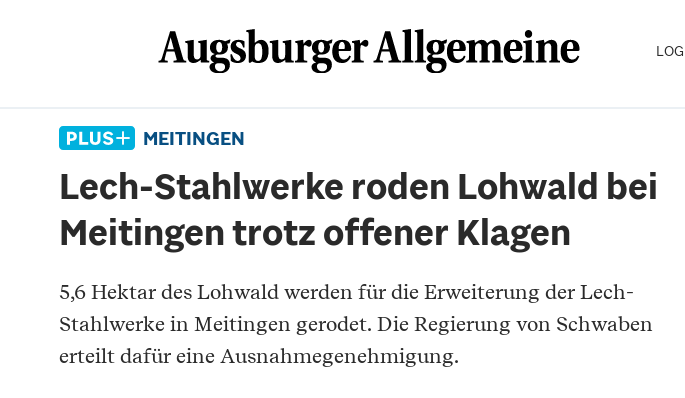 Augsburger Allgemeine
LOG
PLUS+ MEITINGEN
Lech-Stahlwerke roden Lohwald bei
Meitingen trotz offener Klagen
5,6 Hektar des Lohwald werden für die Erweiterung der Lech-
Stahlwerke in Meitingen gerodet. Die Regierung von Schwaben
erteilt dafür eine Ausnahmegenehmigung.